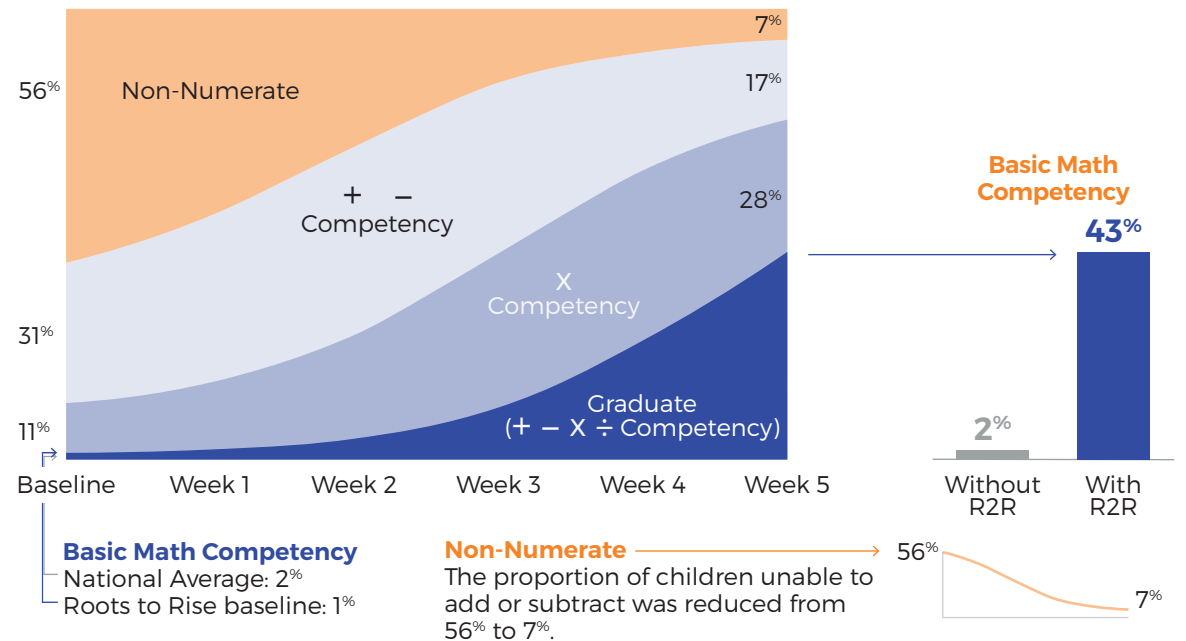 7%
56%
Non-Numerate
17%
+ −
Competency
28%
X
Competency
31%
11%
Graduate
(+ − X ÷ Competency)
Baseline
Week 1
Week 2
Week 3
Week 4
Week 5
Basic Math
Competency
43%
2%
Without
R2R
With
R2R
Basic Math Competency
National Average: 2%
Roots to Rise baseline: 1%
Non-Numerate
The proportion of children unable to
add or subtract was reduced from
56% to 7%.
56%
7%